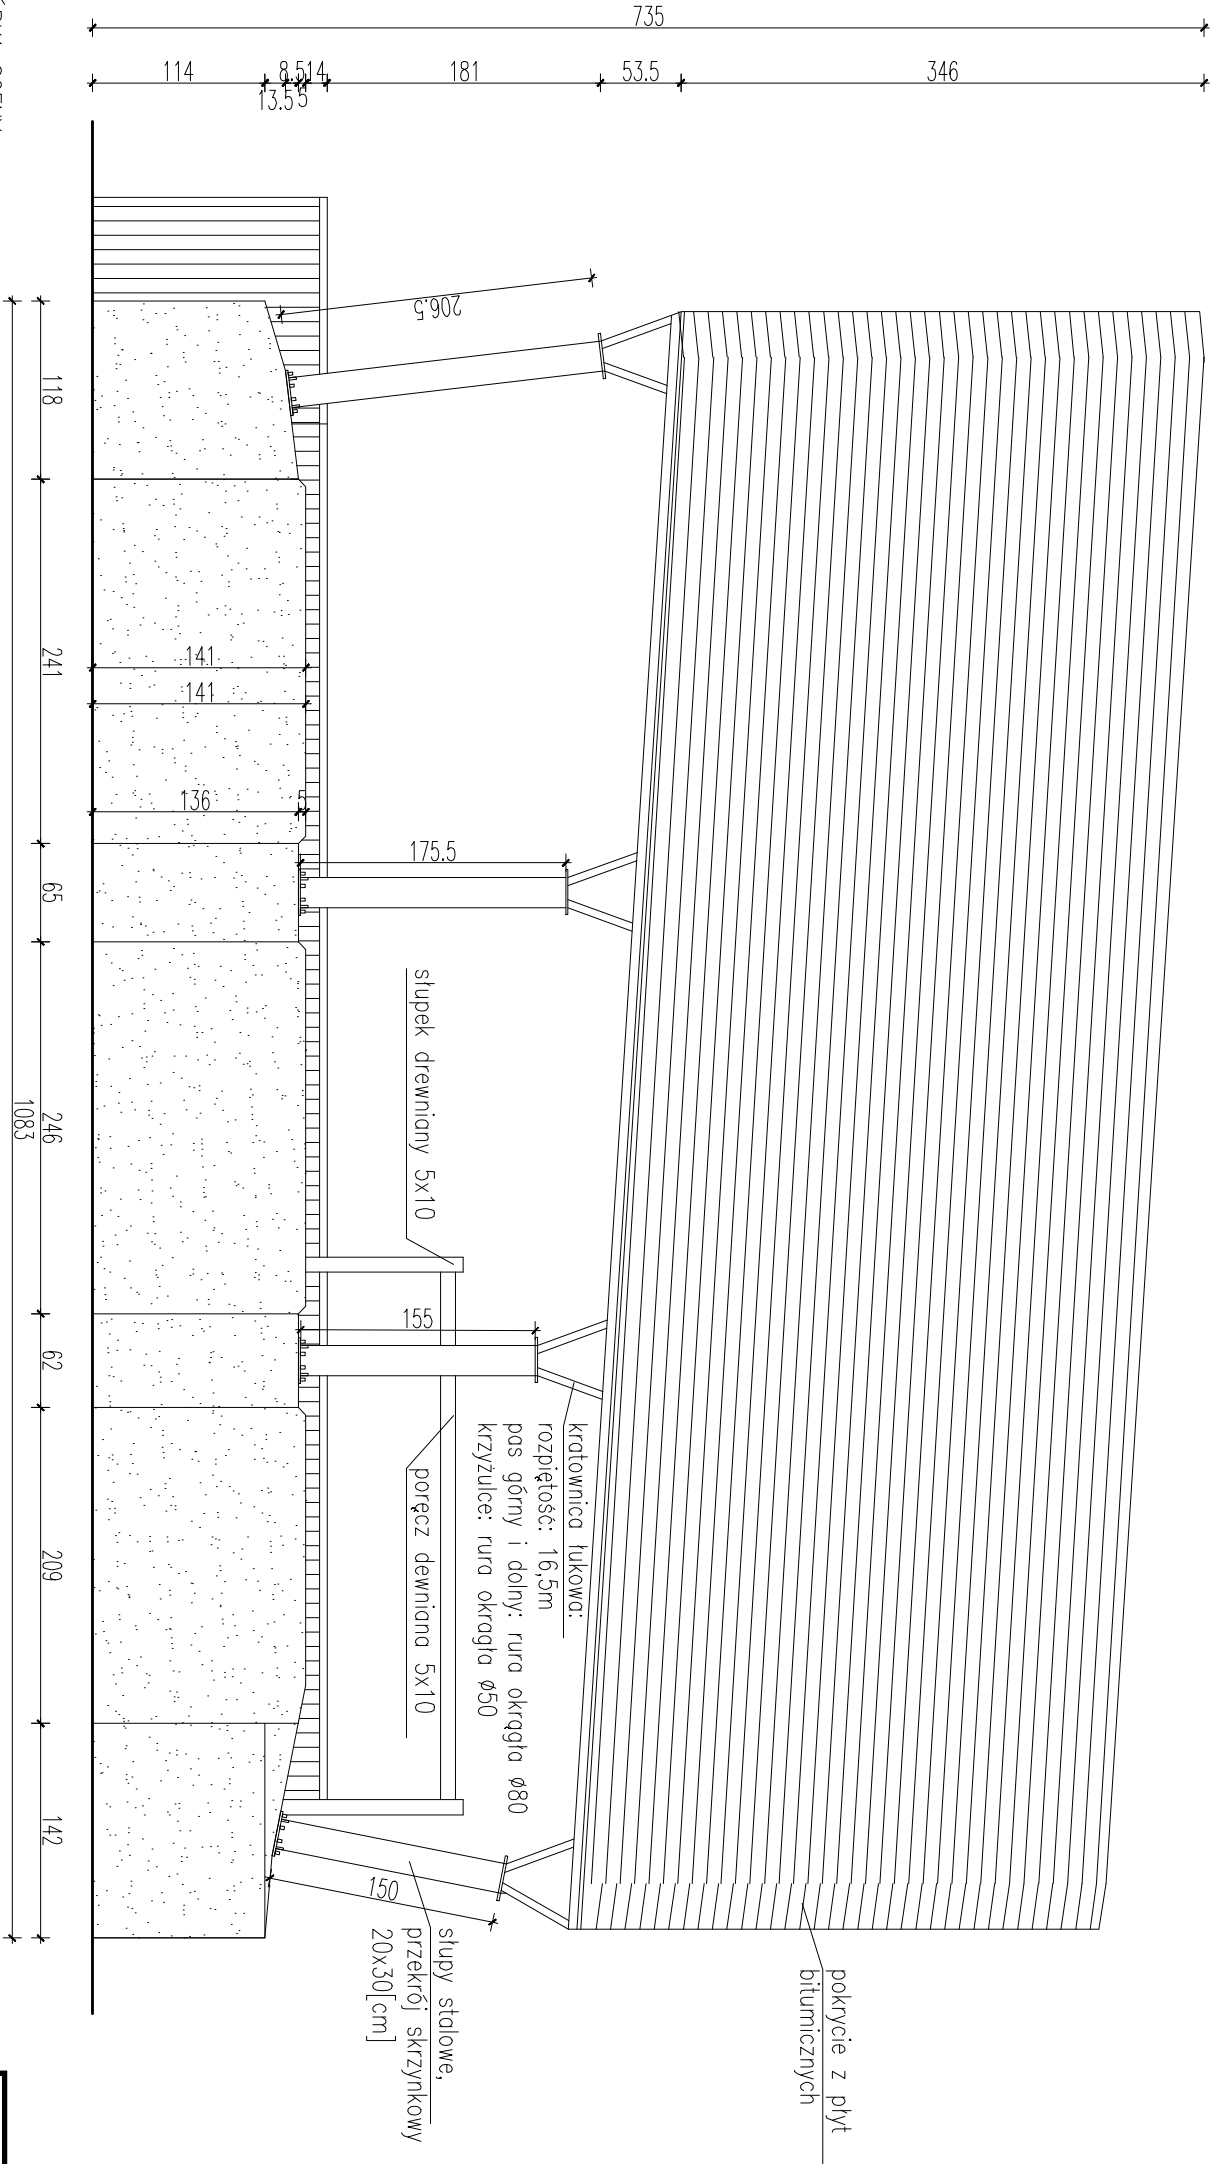 735
114
13.5
8.5
5
14
181
53.5
346
206.5
118
241
65
246
62
209
142
1083
141
141
136
5
175.5
155
150
słupek drewniany 5x10
poręcz dewniana 5x10
kratownica łukowa:
rozpiętość: 16,5m
pas górny i dolny: rura okrągła ø80
krzyżulce: rura okrągła ø50
słupy stalowe,
przekrój skrzynkowy
20x30[cm]
pokrycie z płyt
bitumicznych